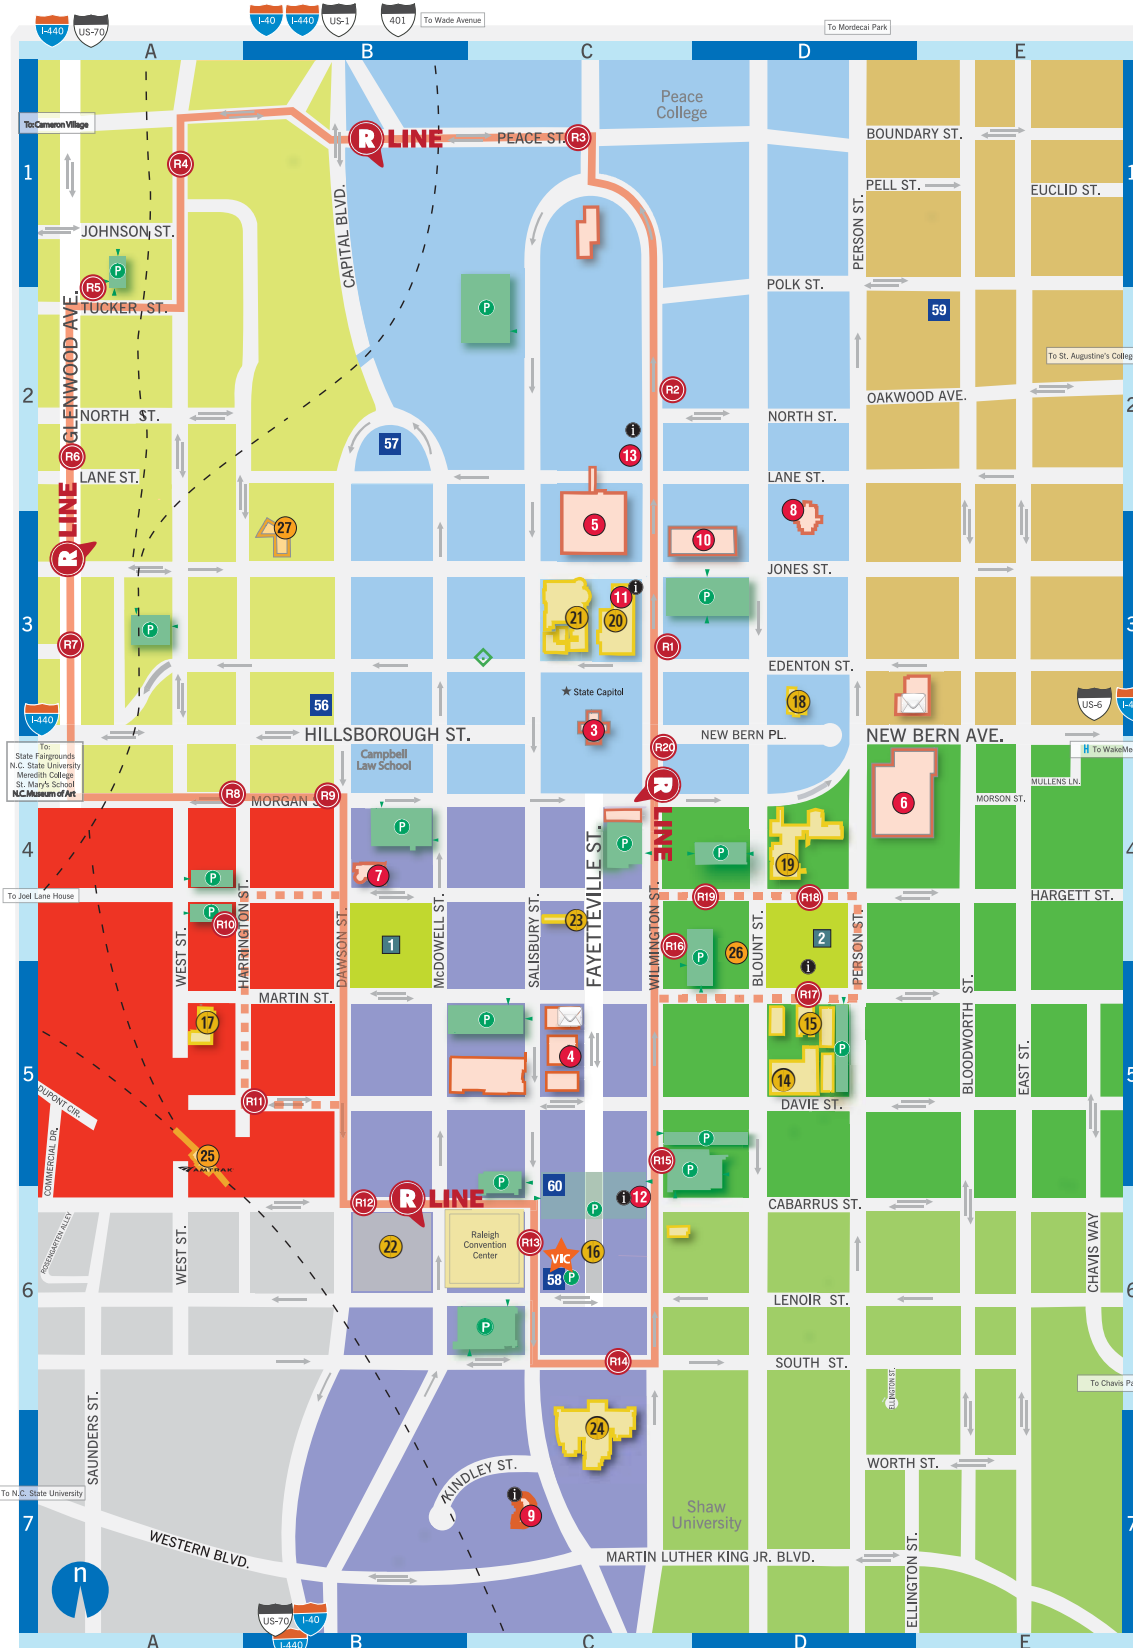 I-440
US-70
I-40
I-440
US-1
401
To Wade Avenue
To Mordecai Park
A
B
C
D
E
Peace
College
To: Cameron Village
R LINE
PEACE ST.
R3
BOUNDARY ST.
R4
1
1
PELL ST.
EUCLID ST.
CAPITAL BLVD.
PERSON ST.
JOHNSON ST.
P
R5
TUCKER ST.
POLK ST.
P
59
GLENWOOD AVE.
To St. Augustine's Colleg
R2
2
2
OAKWOOD AVE.
NORTH ST.
NORTH ST.
i
57
13
R6
LANE ST.
LANE ST.
R LINE
8
5
27
10
JONES ST.
i
11
P
21
20
3
3
P
R7
R1
EDENTON ST.
State Capitol
18
56
I-440
US-6
I-4
3
HILLSBOROUGH ST.
NEW BERN PL.
NEW BERN AVE.
R20
To:
State Fairgrounds
N.C. State University
Meredith College
St. Mary's School
N.C. Museum of Art
Campbell
Law School
H To WakeMe
MULLENS LN.
R LINE
R8
R9
MORGAN S
MORSON ST.
6
P
P
P
4
4
19
7
P
To Joel Lane House
HARGETT ST.
R19
R18
P
R10
23
WEST ST.
HARRINGTON ST.
DAWSON ST.
McDOWELL ST.
SALISBURY ST.
FAYETTEVILLE ST.
WILMINGTON ST.
BLOUNT ST.
PERSON ST.
1
R16
P
26
2
i
MARTIN ST.
R17
BLOODWORTH ST.
17
P
15
P
4
EAST ST.
5
5
14
DUPONT CIR.
R11
DAVIE ST.
COMMERCIAL DR.
P
25
AMTRAK
R15
P
P
60
i
12
R12
R LINE
P
CABARRUS ST.
ROSENGARTEN ALLEY
WEST ST.
22
Raleigh
Convention
Center
R13
VIC
16
58
P
CHAVIS WAY
6
6
LENOIR ST.
P
R14
SOUTH ST.
ELLINGTON ST.
To Chavis Pa
SAUNDERS ST.
24
KINDLEY ST.
WORTH ST.
To N.C. State University
i
9
Shaw
University
7
7
WESTERN BLVD.
MARTIN LUTHER KING JR. BLVD.
ELLINGTON ST.
n
US-70
I-40
I-440
A
B
C
D
E